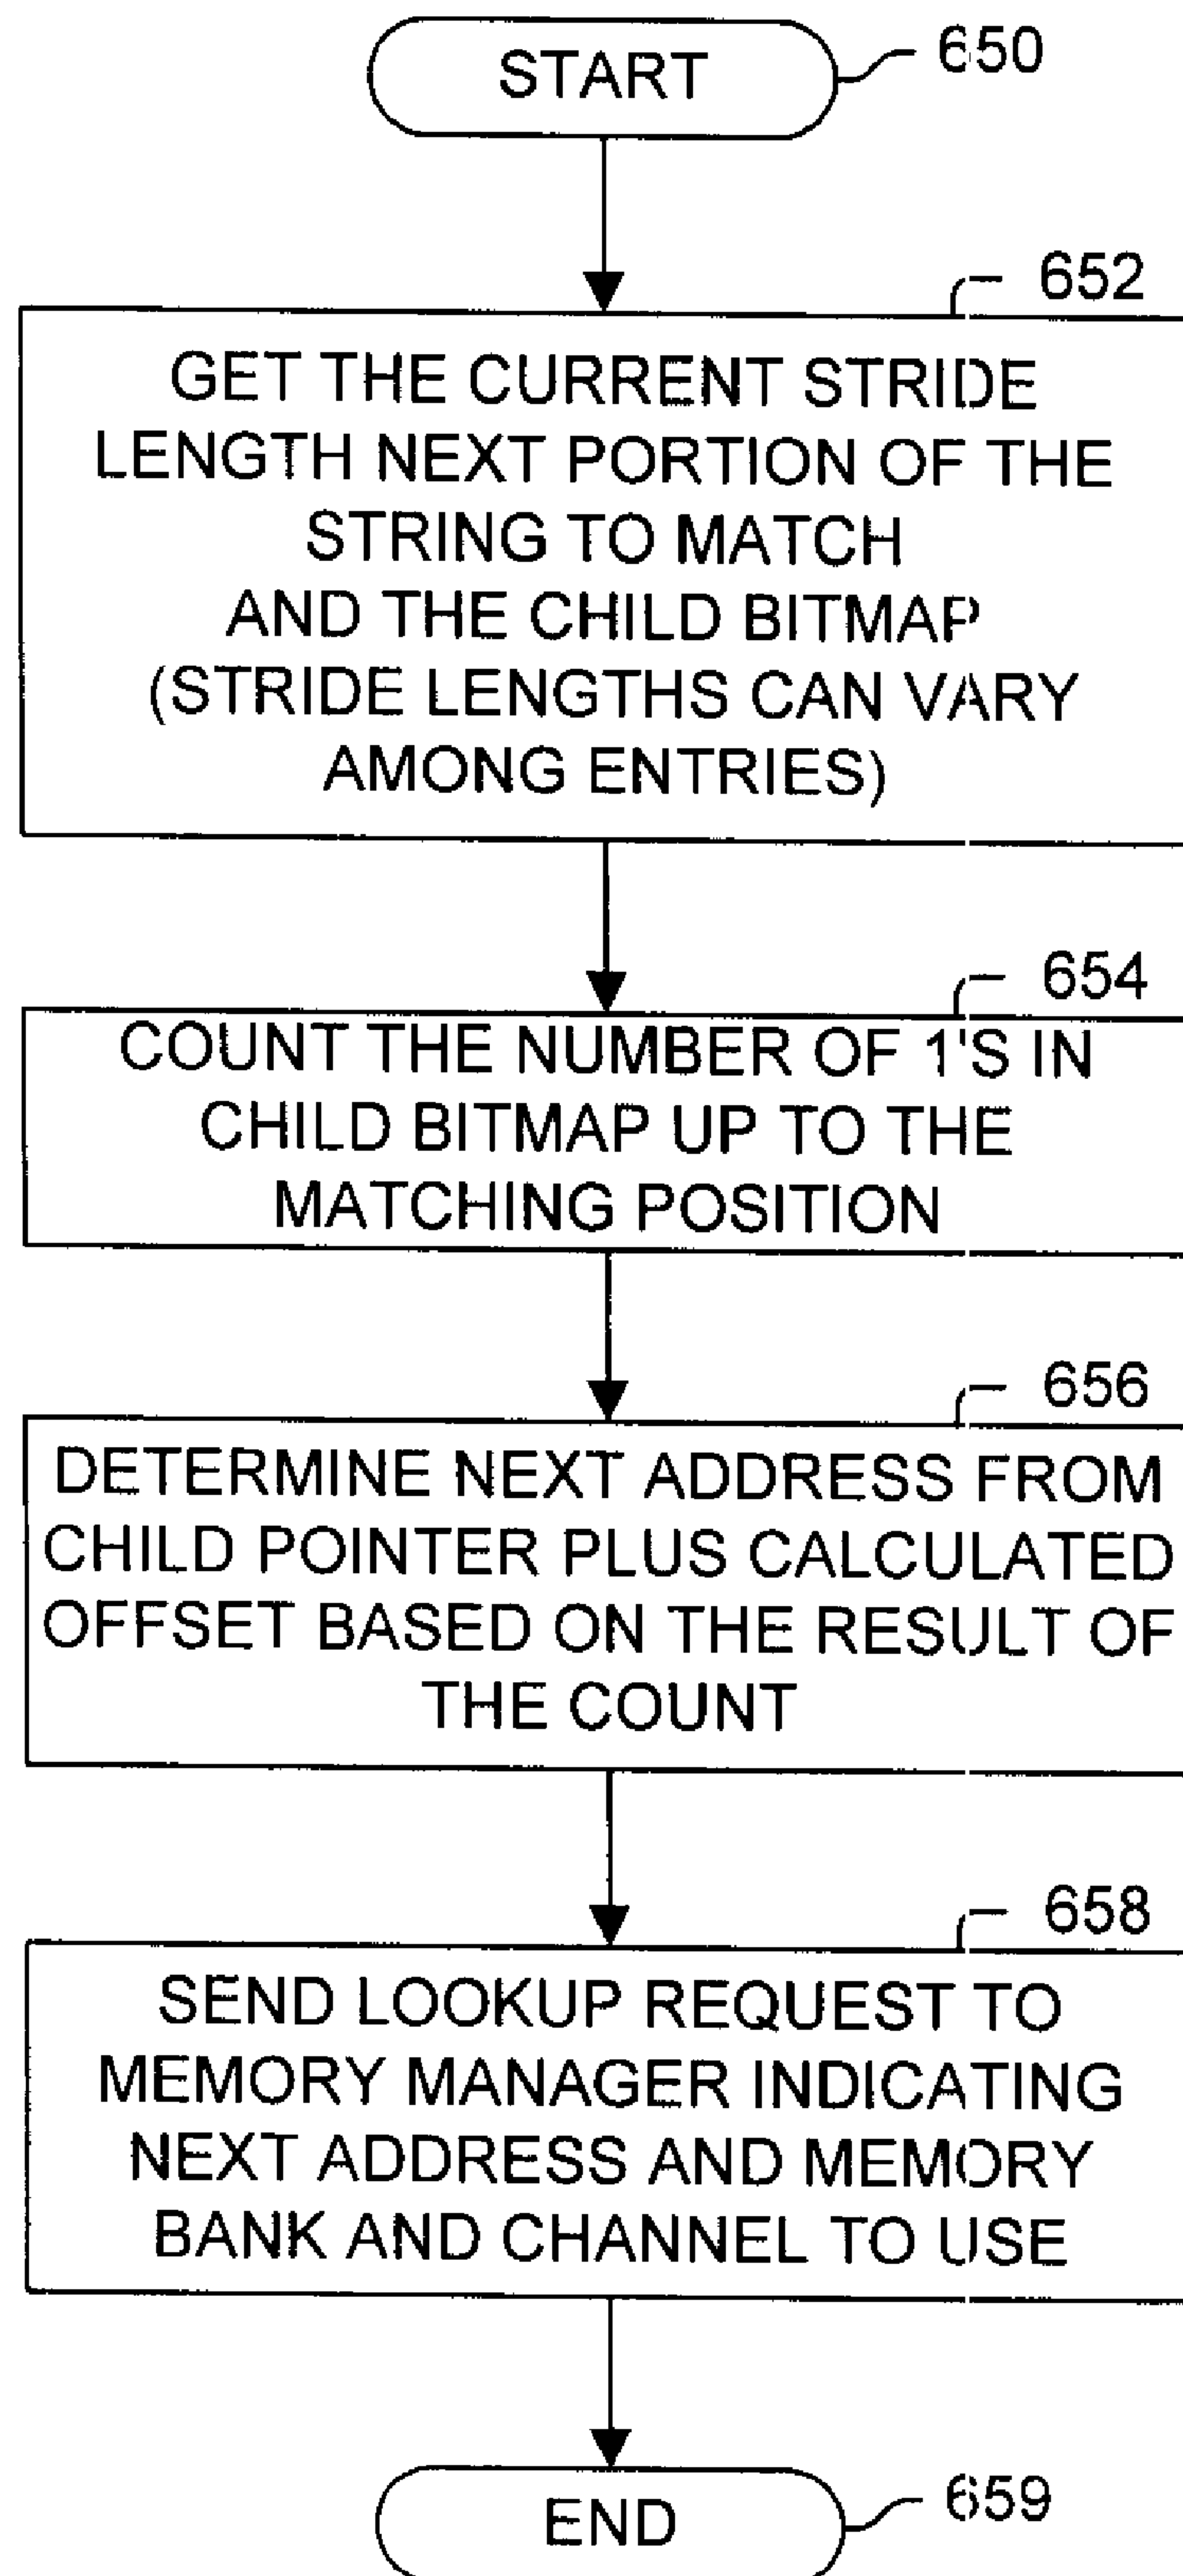 START
650
652
GET THE CURRENT STRIDE
LENGTH NEXT PORTION OF THE
STRING TO MATCH
AND THE CHILD BITMAP
(STRIDE LENGTHS CAN VARY
AMONG ENTRIES)
654
COUNT THE NUMBER OF 1'S IN
CHILD BITMAP UP TO THE
MATCHING POSITION
656
DETERMINE NEXT ADDRESS FROM
CHILD POINTER PLUS CALCULATED
OFFSET BASED ON THE RESULT OF
THE COUNT
658
SEND LOOKUP REQUEST TO
MEMORY MANAGER INDICATING
NEXT ADDRESS AND MEMORY
BANK AND CHANNEL TO USE
END
659